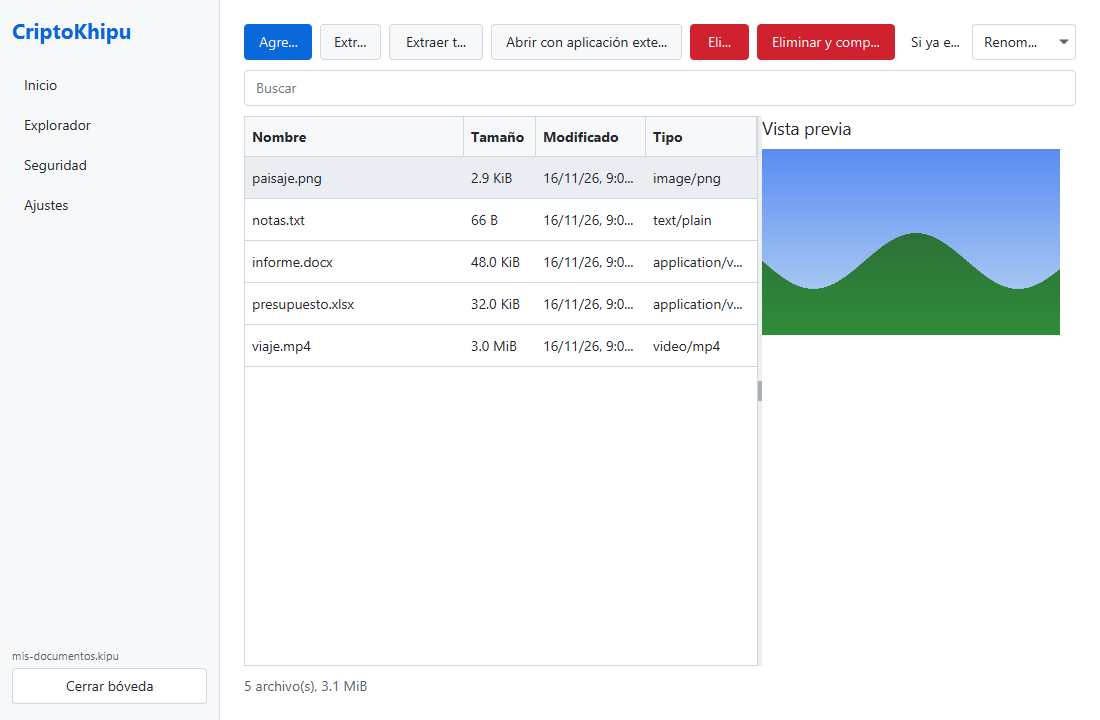 CriptoKhipu
Inicio
Explorador
Seguridad
Ajustes
mis-documentos.kipu
Cerrar bóveda
Agre... Extr... Extraer t... Abrir con aplicación exte... Eli... Eliminar y comp... Si ya e... Renom...
Buscar
Nombre Tamaño Modificado Tipo
paisaje.png 2.9 KiB 16/11/26, 9:0... image/png
notas.txt 66 B 16/11/26, 9:0... text/plain
informe.docx 48.0 KiB 16/11/26, 9:0... application/v...
presupuesto.xlsx 32.0 KiB 16/11/26, 9:0... application/v...
viaje.mp4 3.0 MiB 16/11/26, 9:0... video/mp4
Vista previa
5 archivo(s), 3.1 MiB